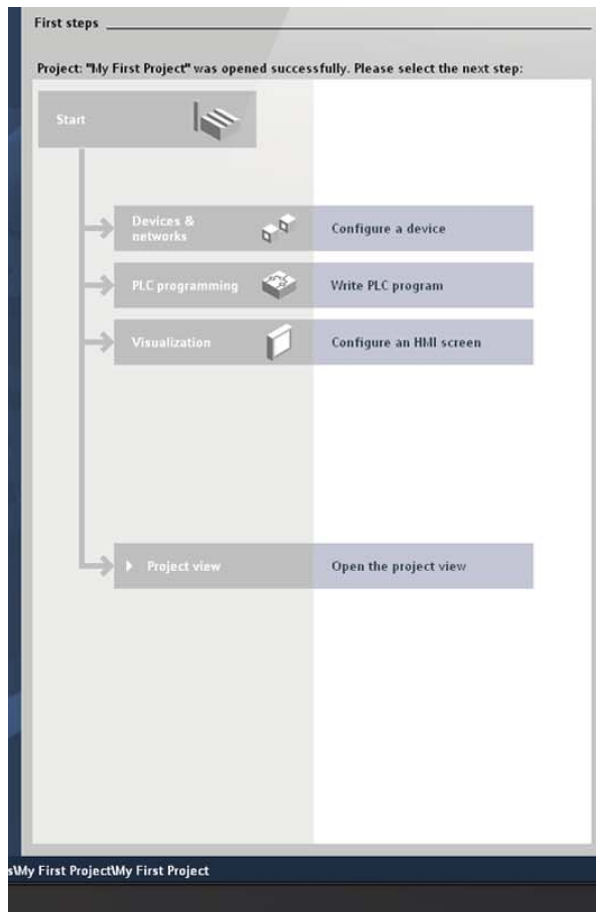 First steps
Project: "My First Project" was opened successfully. Please select the next step:
Start
Devices &
networks
Configure a device
PLC programming
Write PLC program
Visualization
Configure an HMI screen
Project view
Open the project view
s\My First Project\My First Project